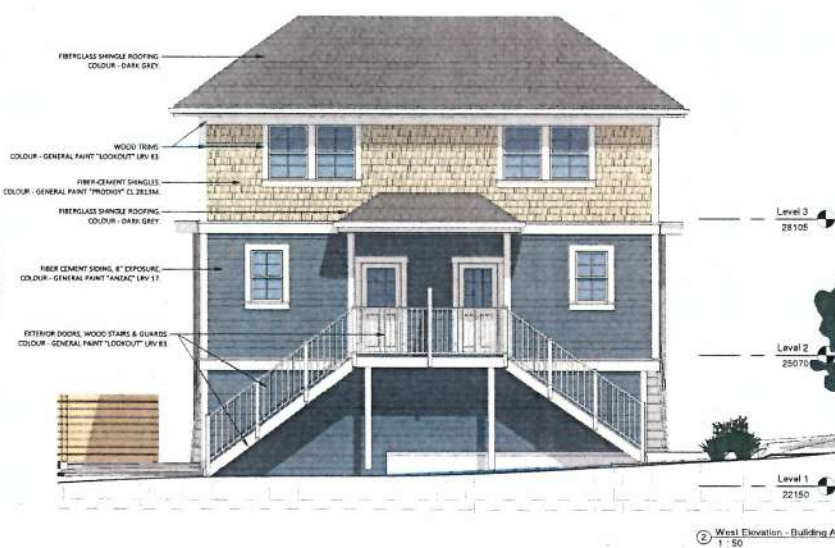 FIBERGLASS SHINGLE ROOFING.
COLOUR - DARK GREY.
WOOD TRIMS.
COLOUR - GENERAL PAINT "LOOKOUT" LRV 83.
FIBER-CEMENT SHINGLES.
COLOUR - GENERAL PAINT "PRODIGY" CL 2813M.
FIBERGLASS SHINGLE ROOFING.
COLOUR - DARK GREY.
Level 3
28105
FIBER CEMENT SIDING, 8" EXPOSURE.
COLOUR - GENERAL PAINT "ANZAC" LRV 17.
EXTERIOR DOORS, WOOD STAIRS & GUARDS.
COLOUR - GENERAL PAINT "LOOKOUT" LRV 83.
Level 2
25070
Level 1
22150
2 West Elevation - Building A
1 : 50